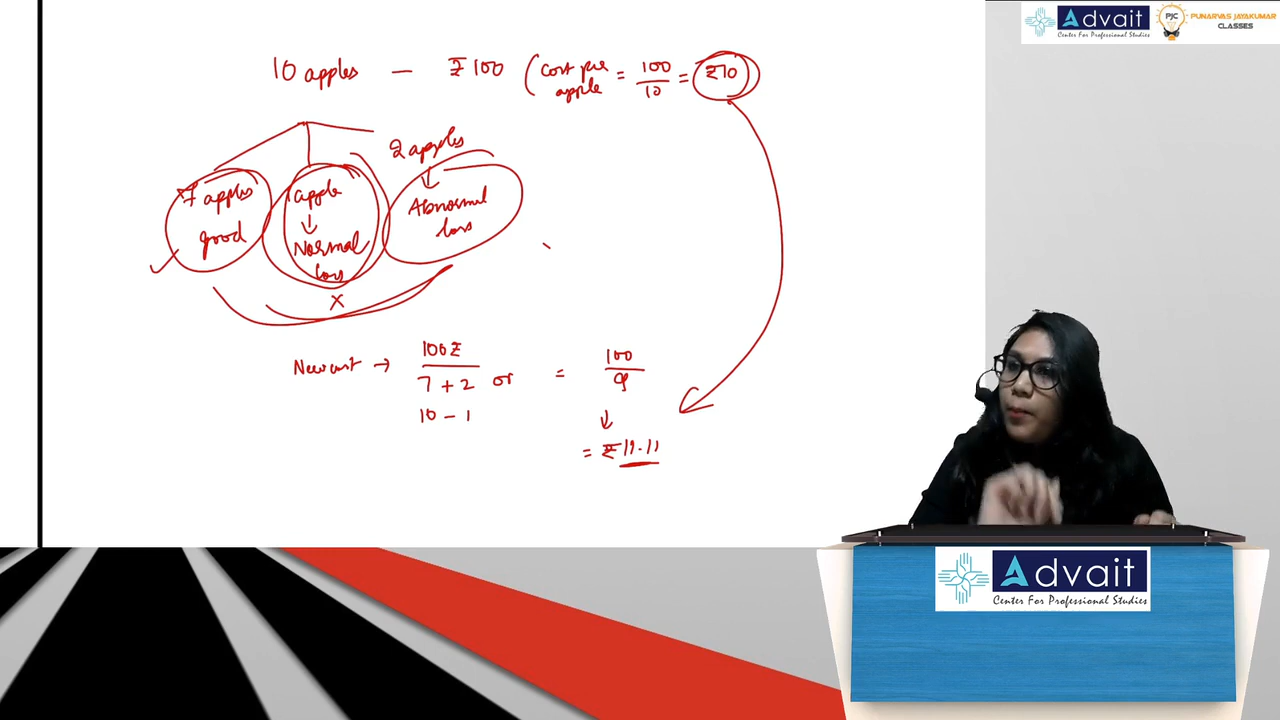 Advait
Center For Professional Studies
PJC
PUNARVAS JAYAKUMAR
CLASSES
10 apples — ₹100 (Cost per apple = 100/10 = ₹10
2 apples
7 apples
good
1 apple
Normal
loss
Abnormal
loss
x
New cost → 100₹ / 7 + 2 or = 100/9
10 - 1
= ₹11.11
Advait
Center For Professional Studies